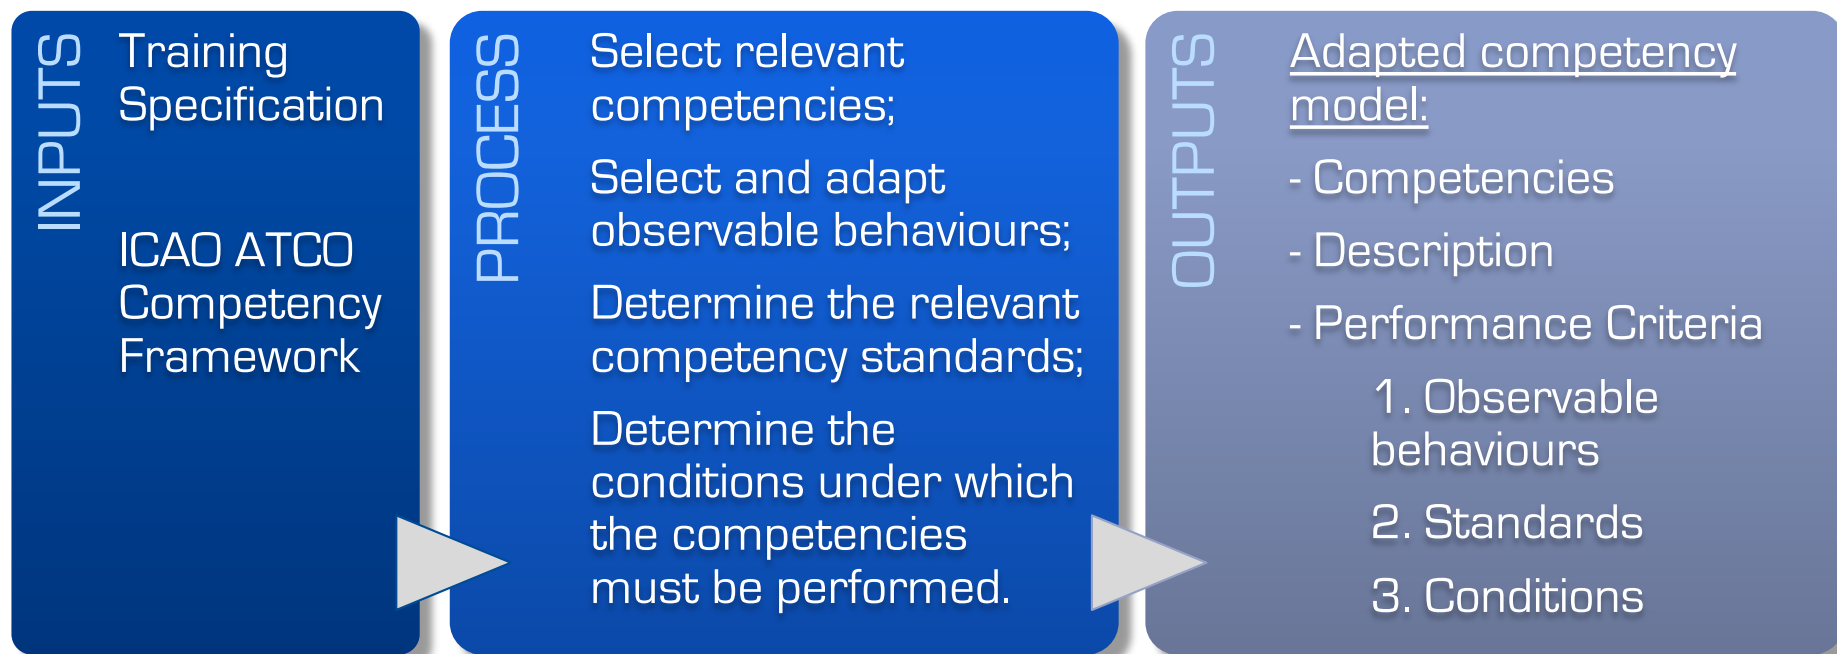 INPUTS
Training
Specification
ICAO ATCO
Competency
Framework
PROCESS
Select relevant
competencies;
Select and adapt
observable behaviours;
Determine the relevant
competency standards;
Determine the
conditions under which
the competencies
must be performed.
OUTPUTS
Adapted competency
model:
- Competencies
- Description
- Performance Criteria
1. Observable
behaviours
2. Standards
3. Conditions